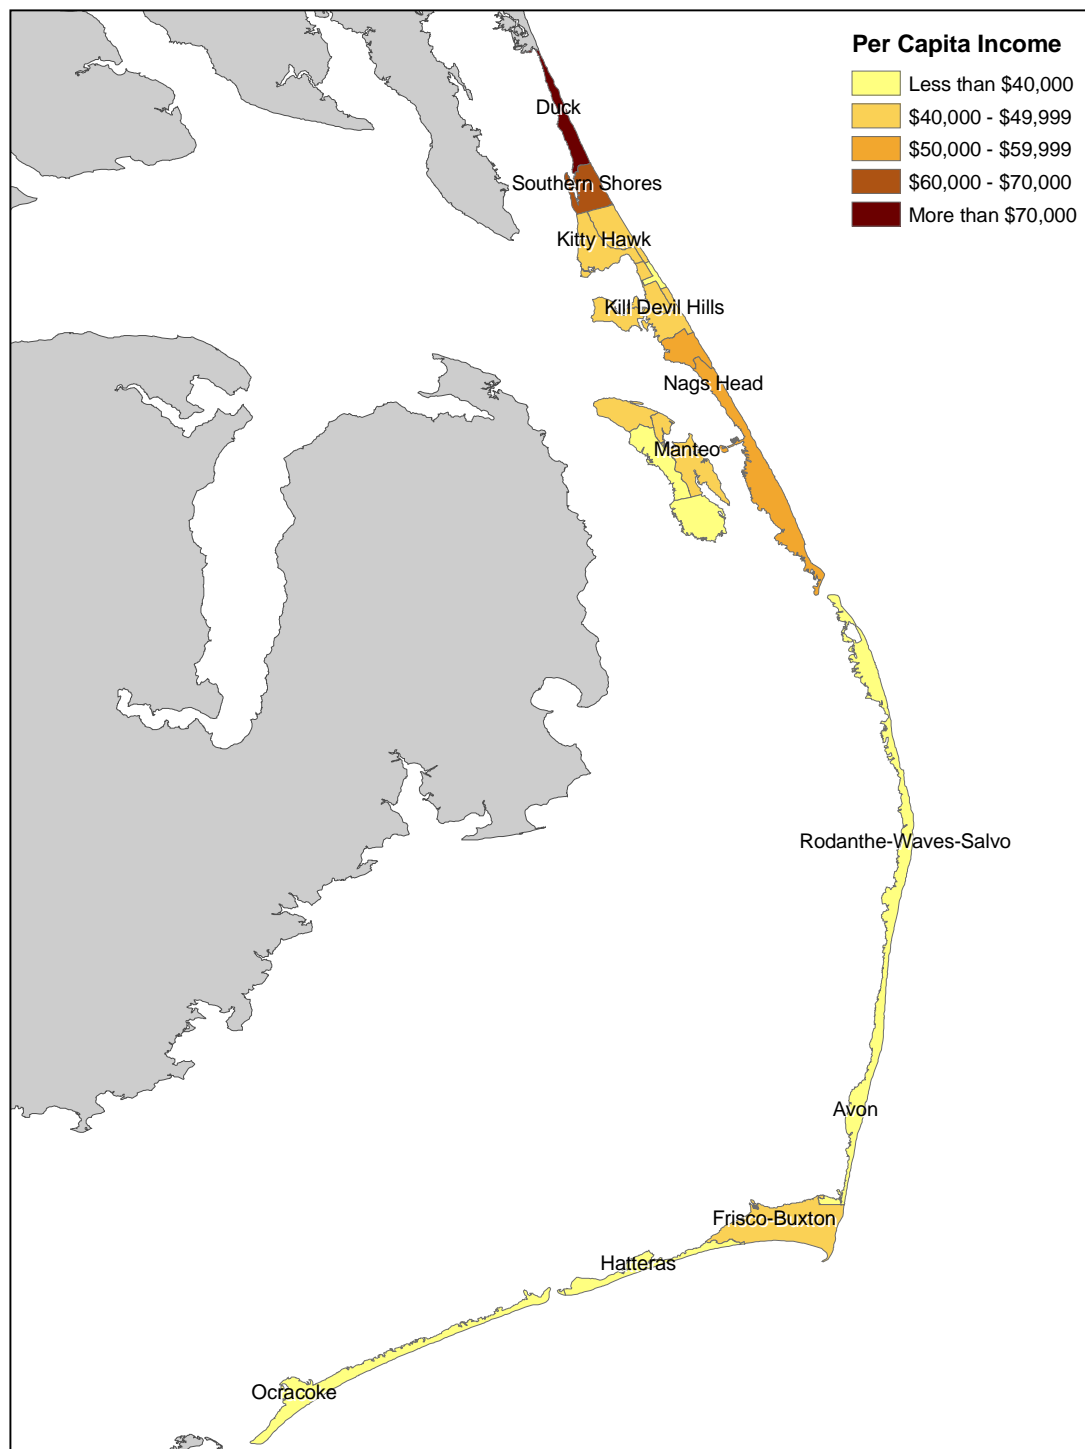 Per Capita Income
Less than $40,000
$40,000 - $49,999
$50,000 - $59,999
$60,000 - $70,000
More than $70,000
Duck
Southern Shores
Kitty Hawk
Kill Devil Hills
Nags Head
Manteo
Rodanthe-Waves-Salvo
Avon
Frisco-Buxton
Hatteras
Ocracoke